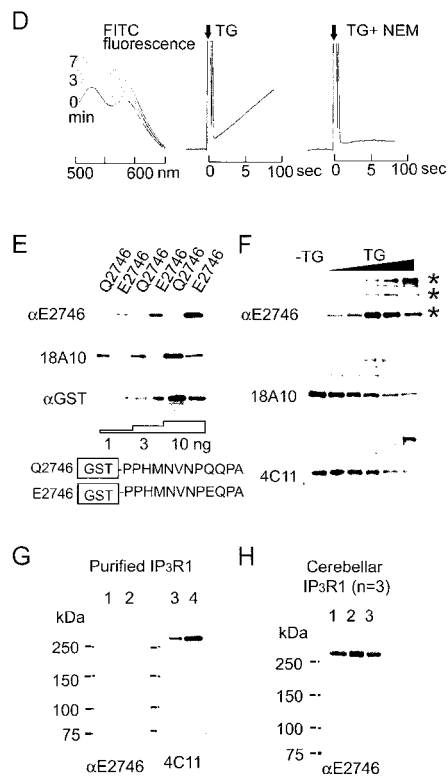 D
FITC
fluorescence
TG
TG+ NEM
7
3
0
min
500 600 nm
0 5 100 sec
0 5 100 sec
E
Q2746 E2746 Q2746 E2746 Q2746 E2746
αE2746
18A10
αGST
1 3 10 ng
Q2746 GST -PPHMNVNPQQPA
E2746 GST -PPHMNVNPEQPA
F
-TG TG
*
*
αE2746 *
18A10
4C11
G
Purified IP3R1
1 2 3 4
kDa
250
150
100
75
αE2746 4C11
H
Cerebellar
IP3R1 (n=3)
1 2 3
kDa
250
150
100
75
αE2746